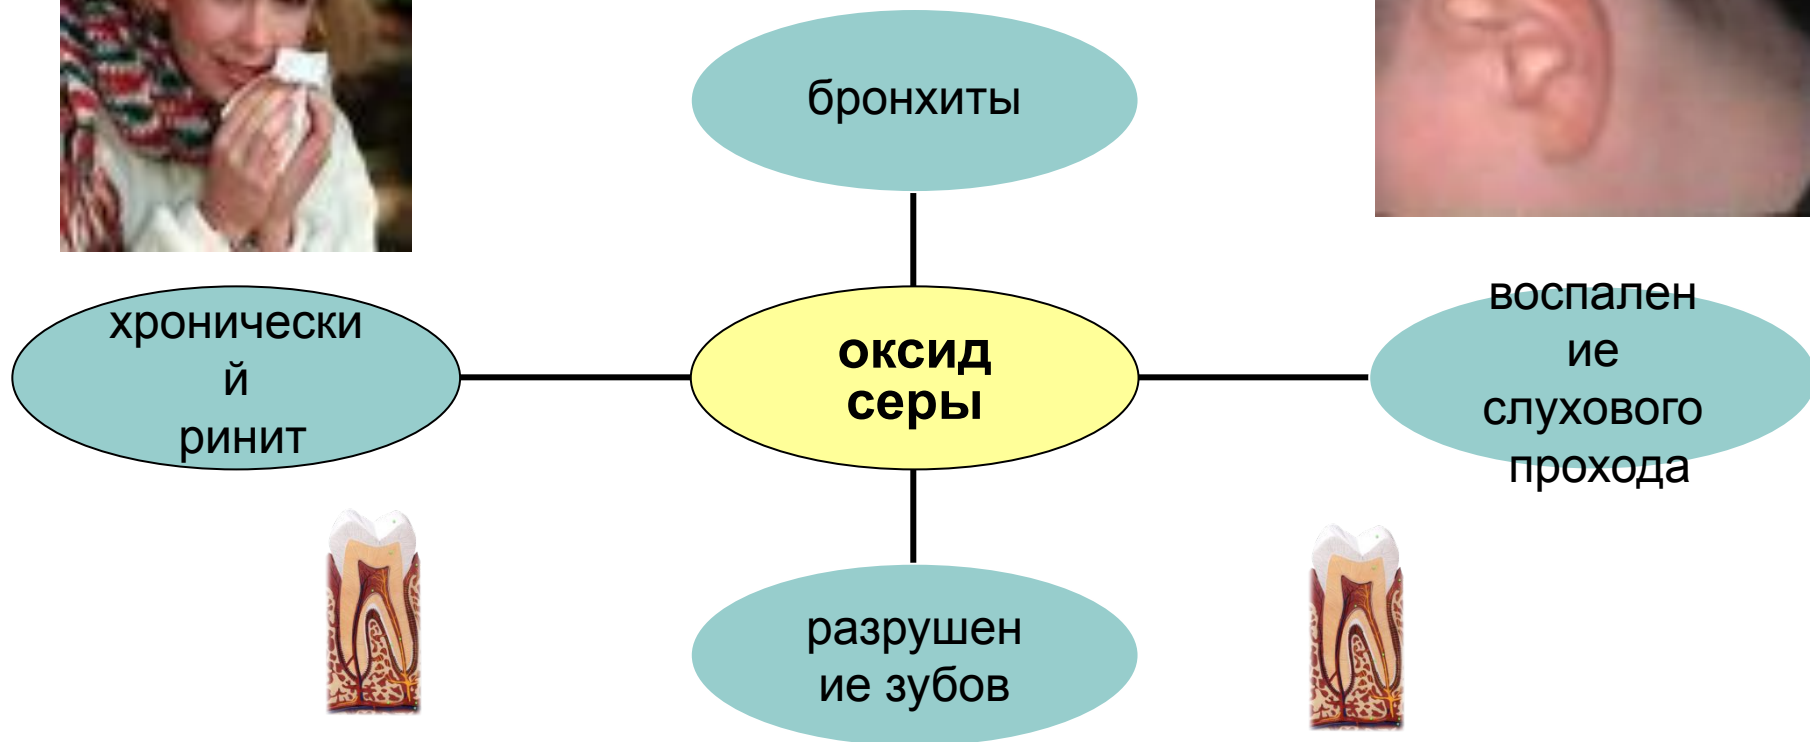 бронхиты
хронически
й
ринит
оксид
серы
воспален
ие
слухового
прохода
разрушен
ие зубов